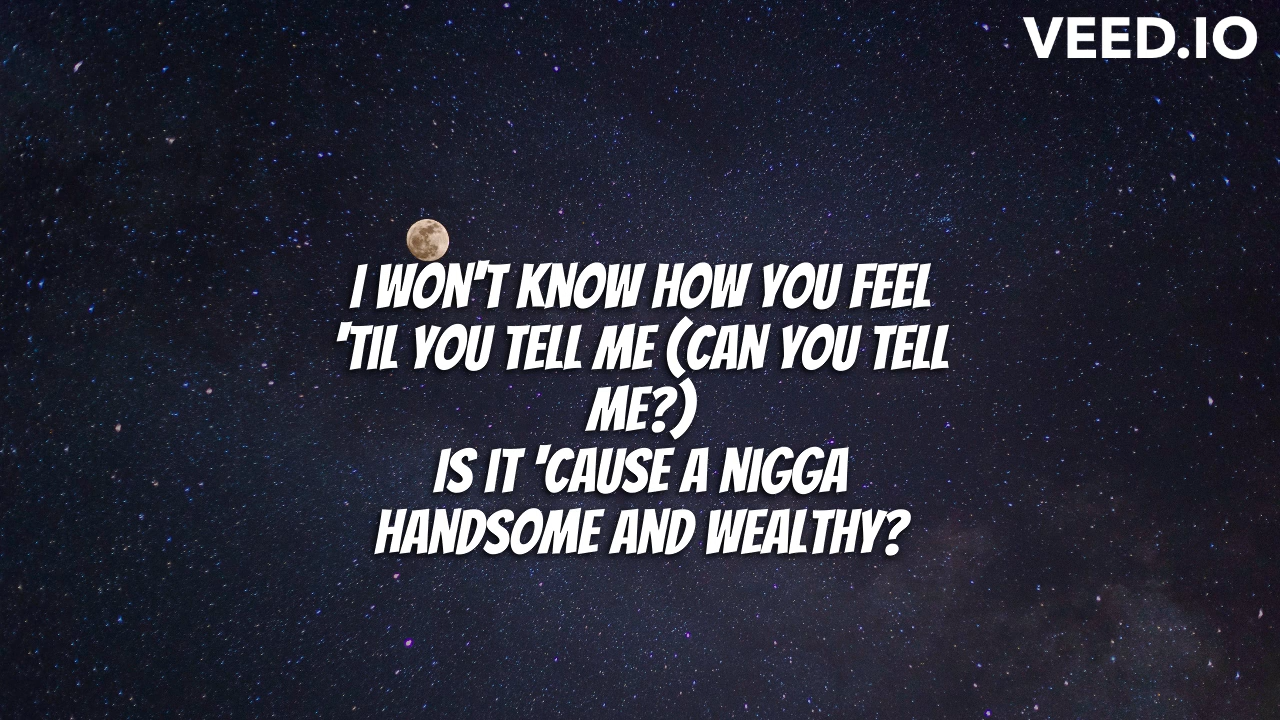 VEED.IO
I WON'T KNOW HOW YOU FEEL
'TIL YOU TELL ME (CAN YOU TELL
ME?)
IS IT 'CAUSE A NIGGA
HANDSOME AND WEALTHY?